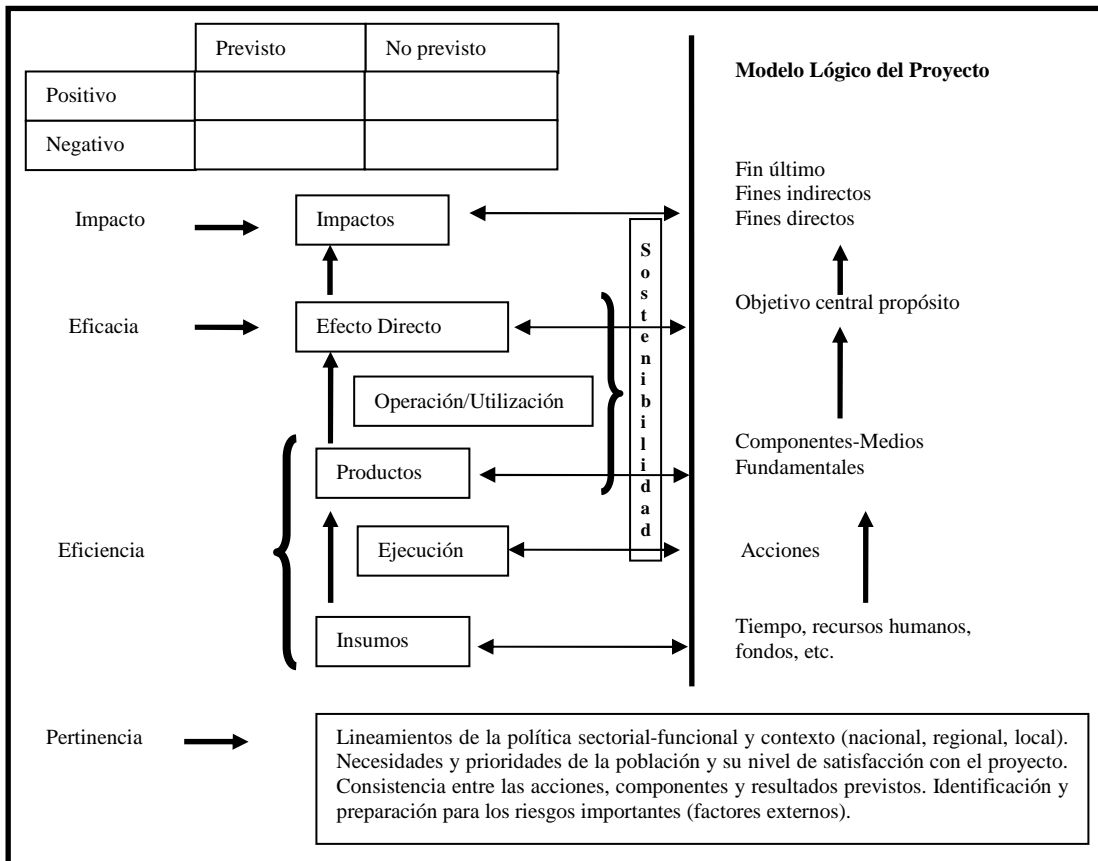 Previsto No previsto
Positivo
Negativo
Modelo Lógico del Proyecto
Fin último
Fines indirectos
Fines directos
Impacto
Impactos
Sostenibilidad
Objetivo central propósito
Eficacia
Efecto Directo
Operación/Utilización
Componentes-Medios
Fundamentales
Productos
Eficiencia
Ejecución
Acciones
Insumos
Tiempo, recursos humanos,
fondos, etc.
Pertinencia
Lineamientos de la política sectorial-funcional y contexto (nacional, regional, local).
Necesidades y prioridades de la población y su nivel de satisfacción con el proyecto.
Consistencia entre las acciones, componentes y resultados previstos. Identificación y
preparación para los riesgos importantes (factores externos).